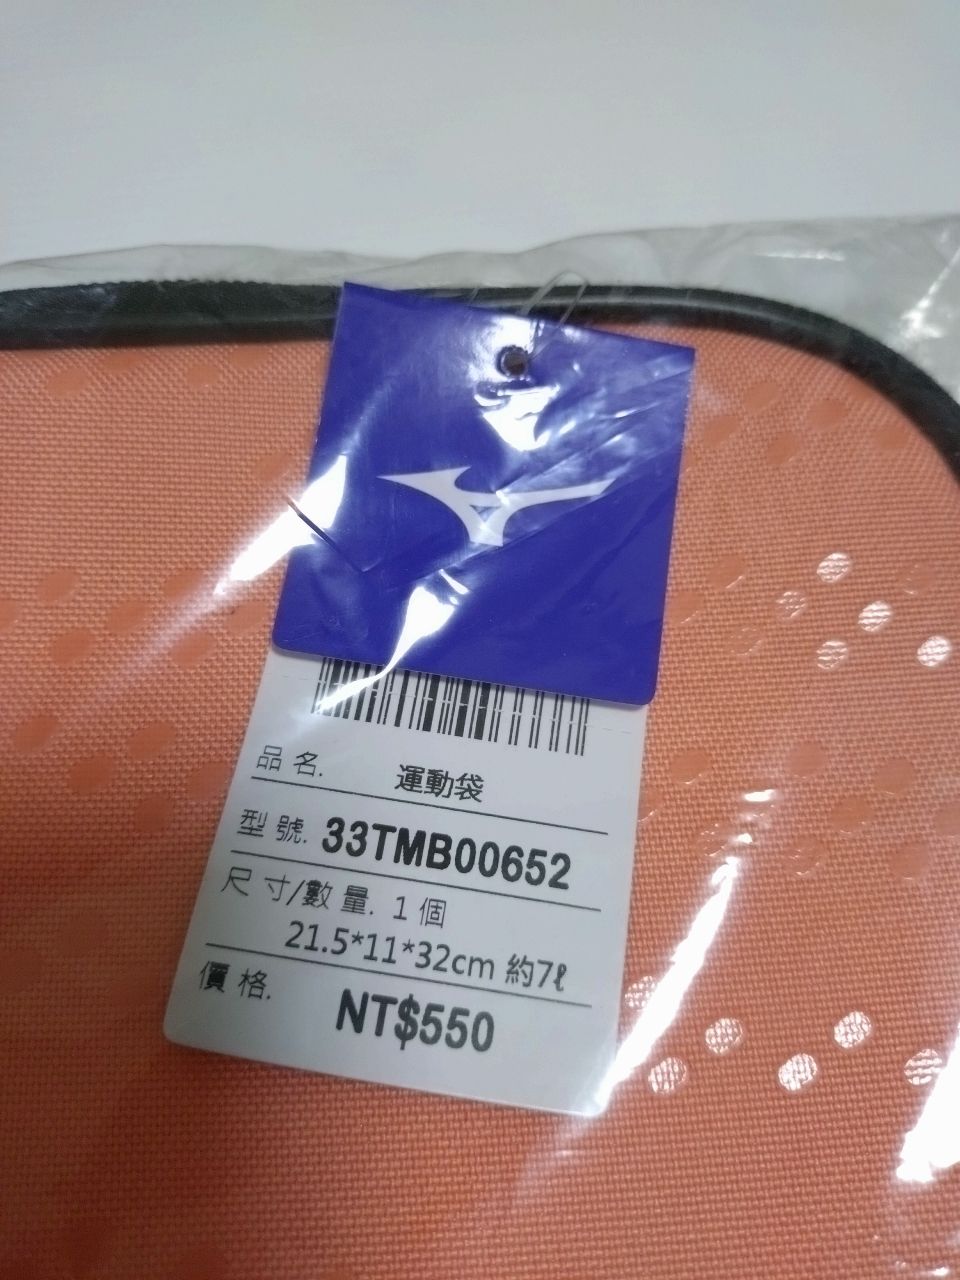 品名. 運動袋
型號. 33TMB00652
尺寸/數量. 1個
21.5*11*32cm 約7ℓ
價格. NT$550